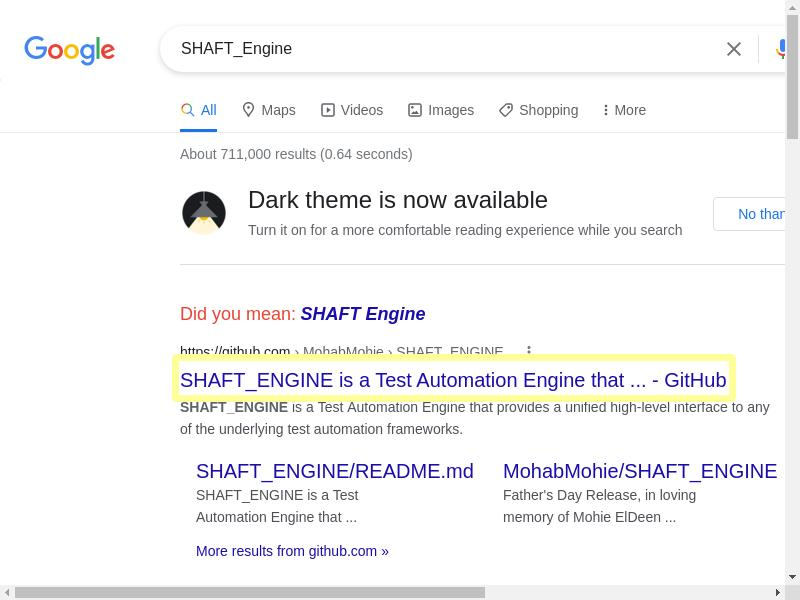 Google
SHAFT_Engine
All Maps Videos Images Shopping More
About 711,000 results (0.64 seconds)
Dark theme is now available
Turn it on for a more comfortable reading experience while you search
No than
Did you mean: SHAFT Engine
https://github.com › MohabMohie › SHAFT_ENGINE
SHAFT_ENGINE is a Test Automation Engine that ... - GitHub
SHAFT_ENGINE is a Test Automation Engine that provides a unified high-level interface to any
of the underlying test automation frameworks.
SHAFT_ENGINE/README.md
SHAFT_ENGINE is a Test
Automation Engine that ...
MohabMohie/SHAFT_ENGINE
Father's Day Release, in loving
memory of Mohie ElDeen ...
More results from github.com »